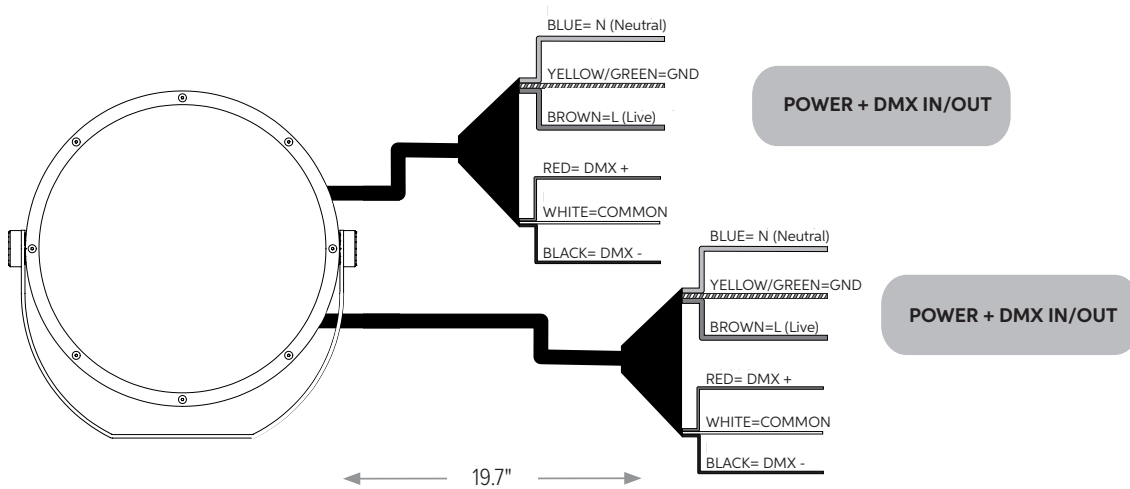 BLUE= N (Neutral)
YELLOW/GREEN=GND
BROWN=L (Live)
RED= DMX +
WHITE=COMMON
BLACK= DMX -
POWER + DMX IN/OUT
BLUE= N (Neutral)
YELLOW/GREEN=GND
BROWN=L (Live)
RED= DMX +
WHITE=COMMON
BLACK= DMX -
POWER + DMX IN/OUT
19.7"